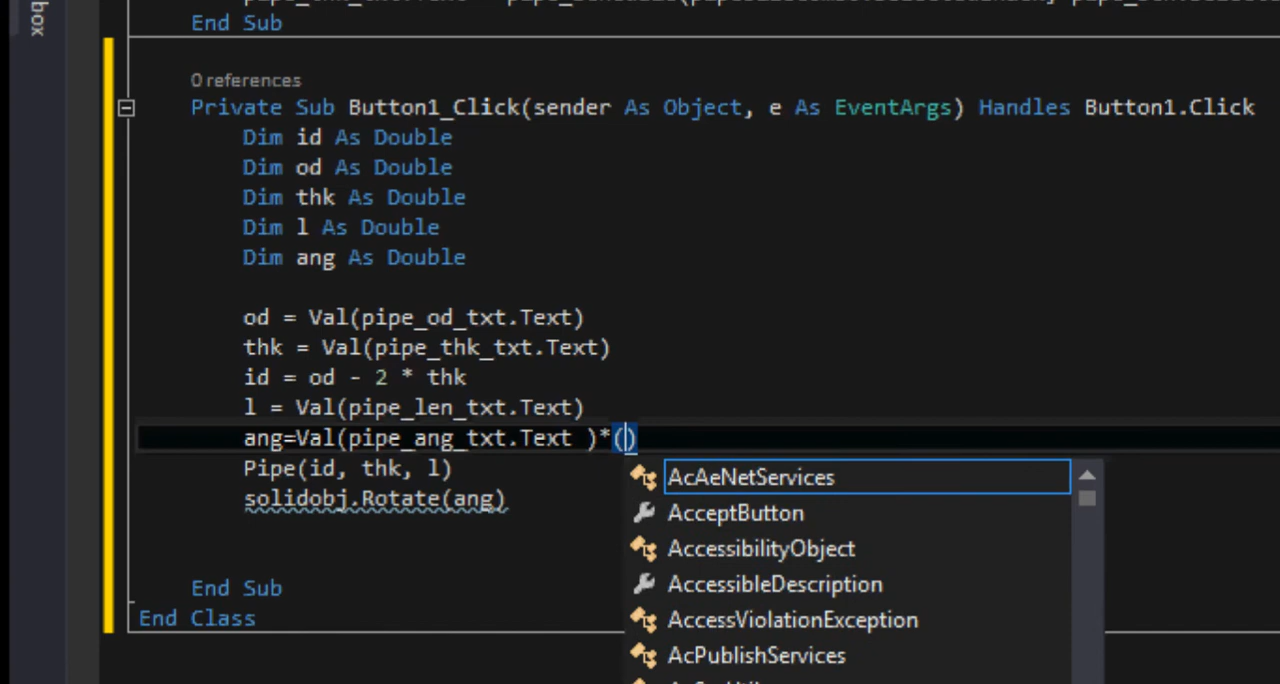 box
End Sub
0 references
Private Sub Button1_Click(sender As Object, e As EventArgs) Handles Button1.Click
Dim id As Double
Dim od As Double
Dim thk As Double
Dim l As Double
Dim ang As Double
od = Val(pipe_od_txt.Text)
thk = Val(pipe_thk_txt.Text)
id = od - 2 * thk
l = Val(pipe_len_txt.Text)
ang=Val(pipe_ang_txt.Text )*()
Pipe(id, thk, l)
solidobj.Rotate(ang)
AcAeNetServices
AcceptButton
AccessibilityObject
AccessibleDescription
AccessViolationException
AcPublishServices
End Sub
End Class